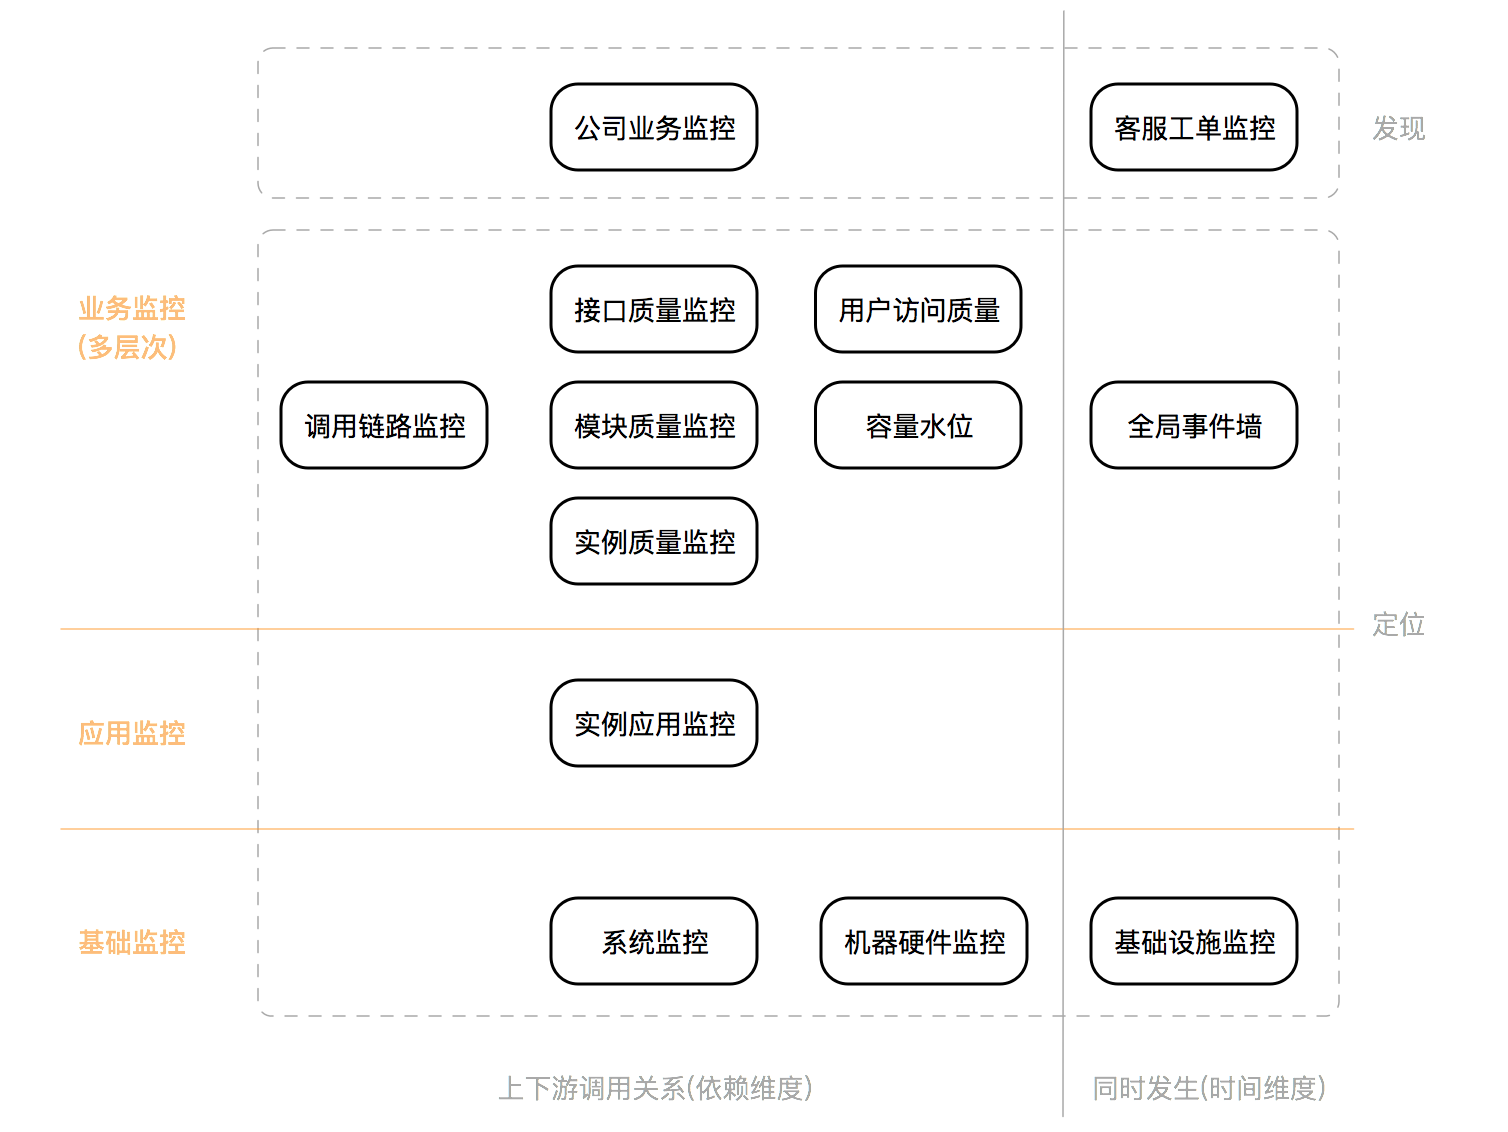 公司业务监控
客服工单监控
发现
业务监控
(多层次)
接口质量监控
用户访问质量
调用链路监控
模块质量监控
容量水位
全局事件墙
实例质量监控
定位
应用监控
实例应用监控
基础监控
系统监控
机器硬件监控
基础设施监控
上下游调用关系(依赖维度)
同时发生(时间维度)